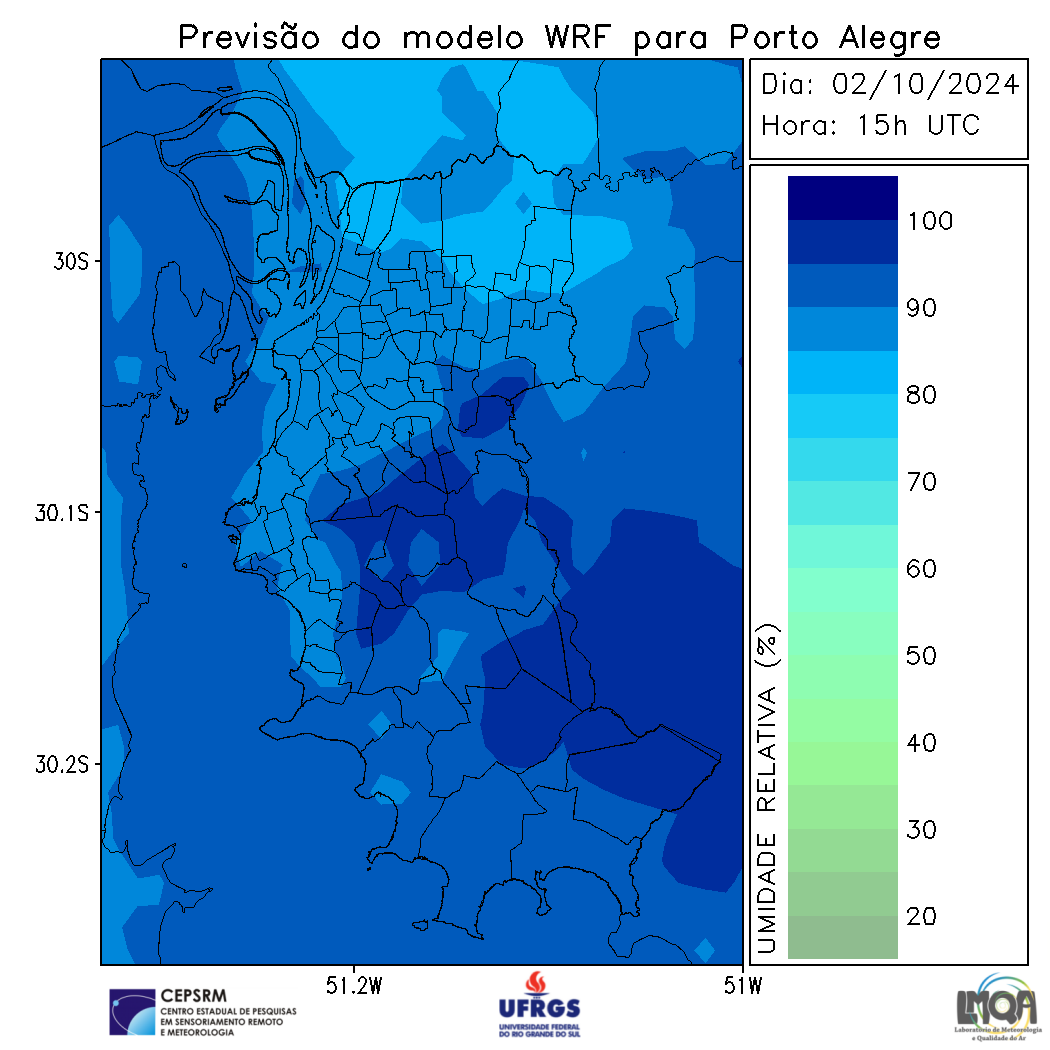 Previsão do modelo WRF para Porto Alegre
Dia: 02/10/2024
Hora: 15h UTC
30S
30.1S
30.2S
51.2W
51W
UMIDADE RELATIVA (%)
100
90
80
70
60
50
40
30
20
CEPSRM
CENTRO ESTADUAL DE PESQUISAS
EM SENSORIAMENTO REMOTO
E METEOROLOGIA
UFRGS
UNIVERSIDADE FEDERAL
DO RIO GRANDE DO SUL
LMQA
Laboratório de Meteorologia
e Qualidade do Ar